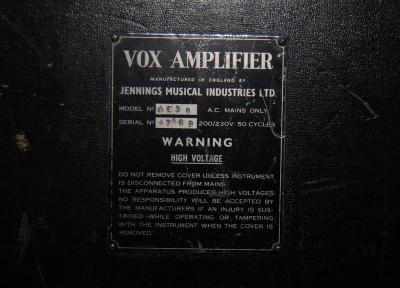 VOX AMPLIFIER
MANUFACTURED IN ENGLAND BY
JENNINGS MUSICAL INDUSTRIES LTD.
MODEL Nº A.C. MAINS ONLY
SERIAL Nº 200/230V. 50 CYCLES
WARNING
HIGH VOLTAGE
DO NOT REMOVE COVER UNLESS INSTRUMENT
IS DISCONNECTED FROM MAINS.
THE APPARATUS PRODUCES HIGH VOLTAGES
NO RESPONSIBILITY WILL BE ACCEPTED BY
THE MANUFACTURERS IF AN INJURY IS SUS-
TAINED WHILE OPERATING OR TAMPERING
WITH THE INSTRUMENT WHEN THE COVER IS
REMOVED.